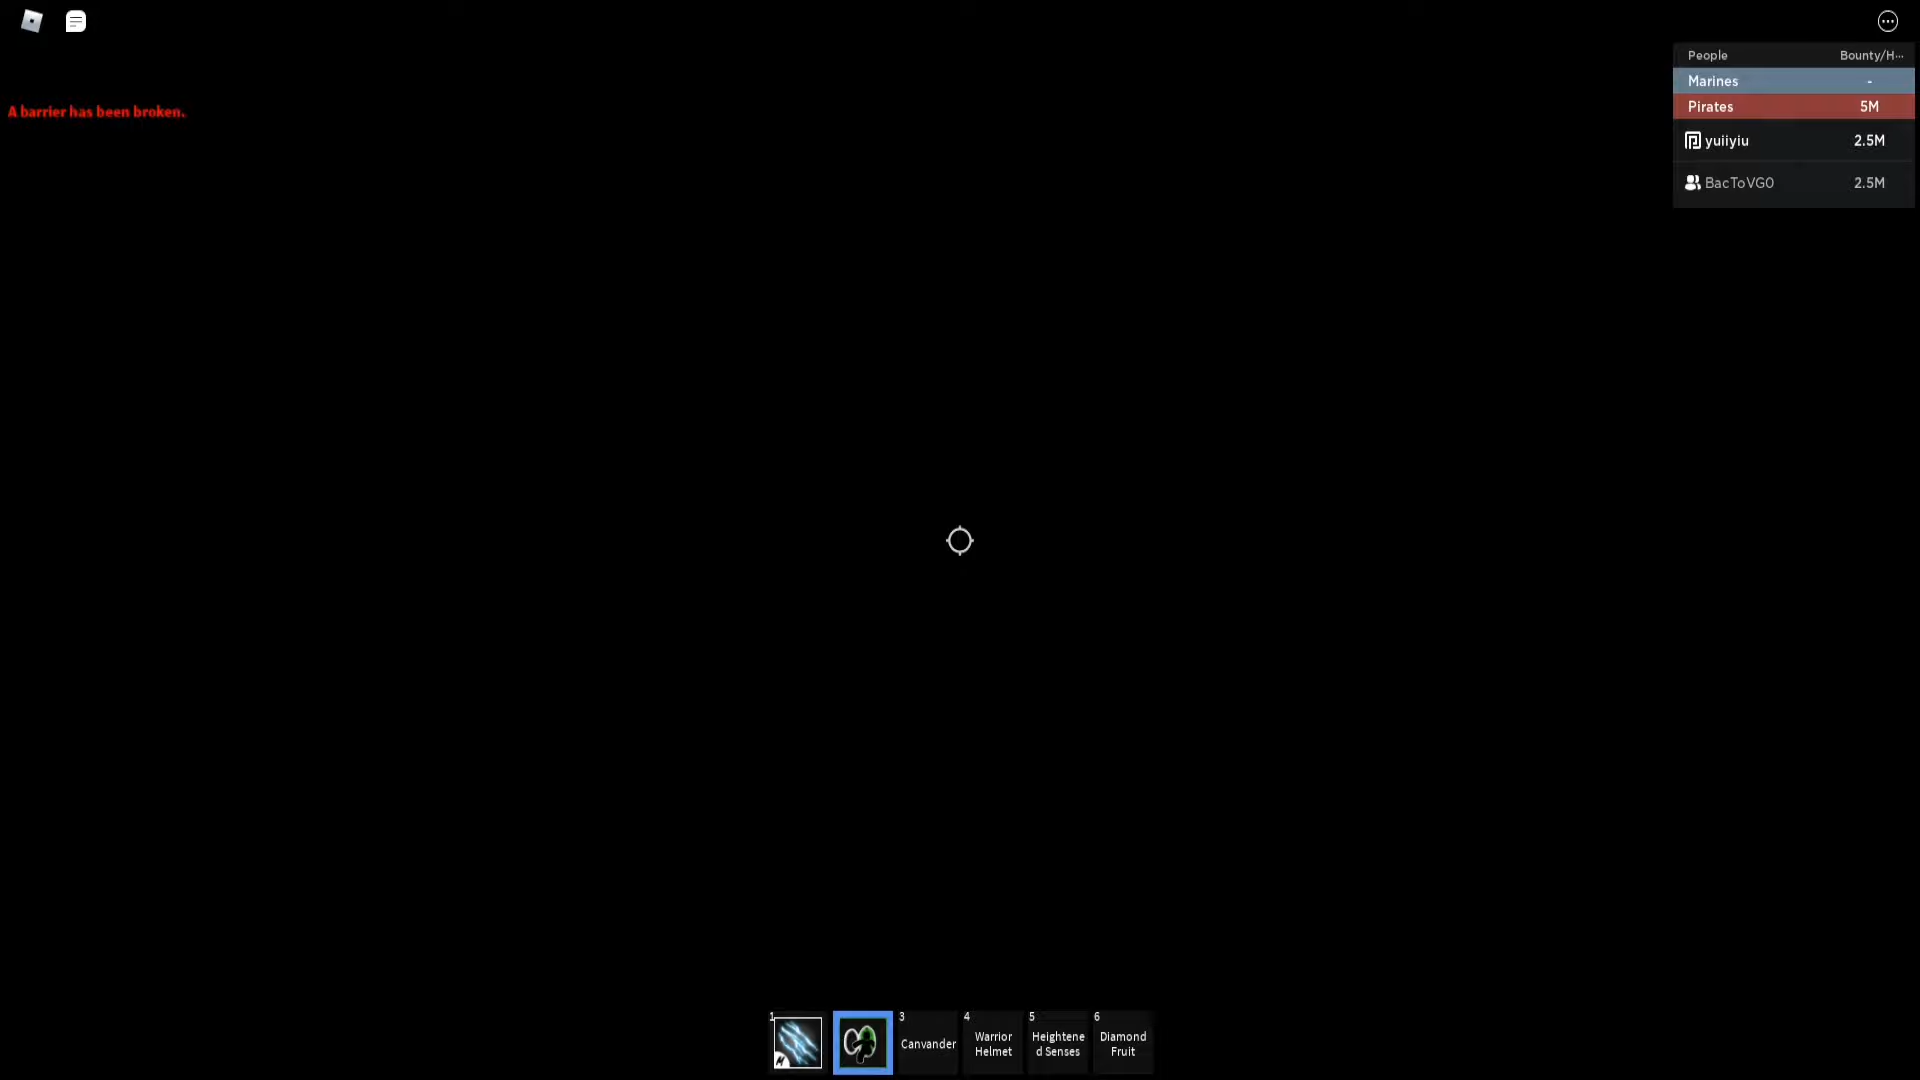 People Bounty/H...
Marines -
Pirates 5M
A barrier has been broken.
yuiiyiu 2.5M
BacToVG0 2.5M
1
3
Canvander
4
Warrior
Helmet
5
Heightene
d Senses
6
Diamond
Fruit